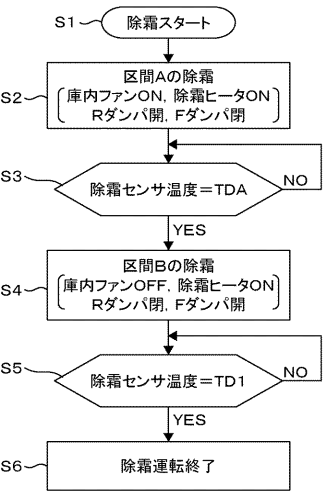 S1
除霜スタート
S2
区間Aの除霜
庫内ファンON，除霜ヒータON
Rダンパ開，Fダンパ閉
S3
除霜センサ温度＝TDA
NO
YES
S4
区間Bの除霜
庫内ファンOFF，除霜ヒータON
Rダンパ閉，Fダンパ開
S5
除霜センサ温度＝TD1
NO
YES
S6
除霜運転終了